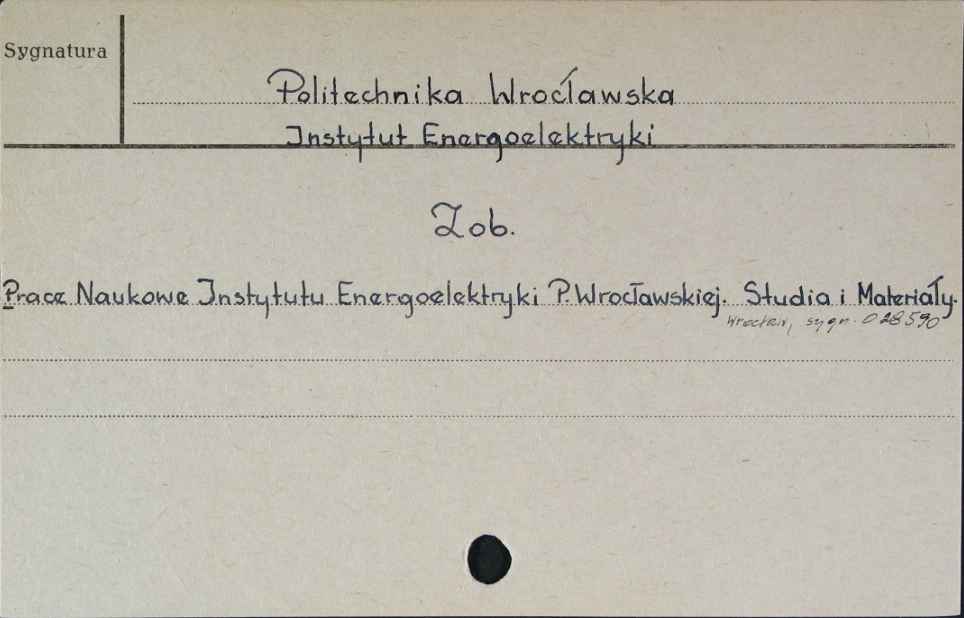 Sygnatura
Politechnika Wrocławska
Instytut Energoelektryki
Zob.
Prace Naukowe Instytutu Energoelektryki P. Wrocławskiej. Studia i Materiały.
Wrocław, sygn. 028590